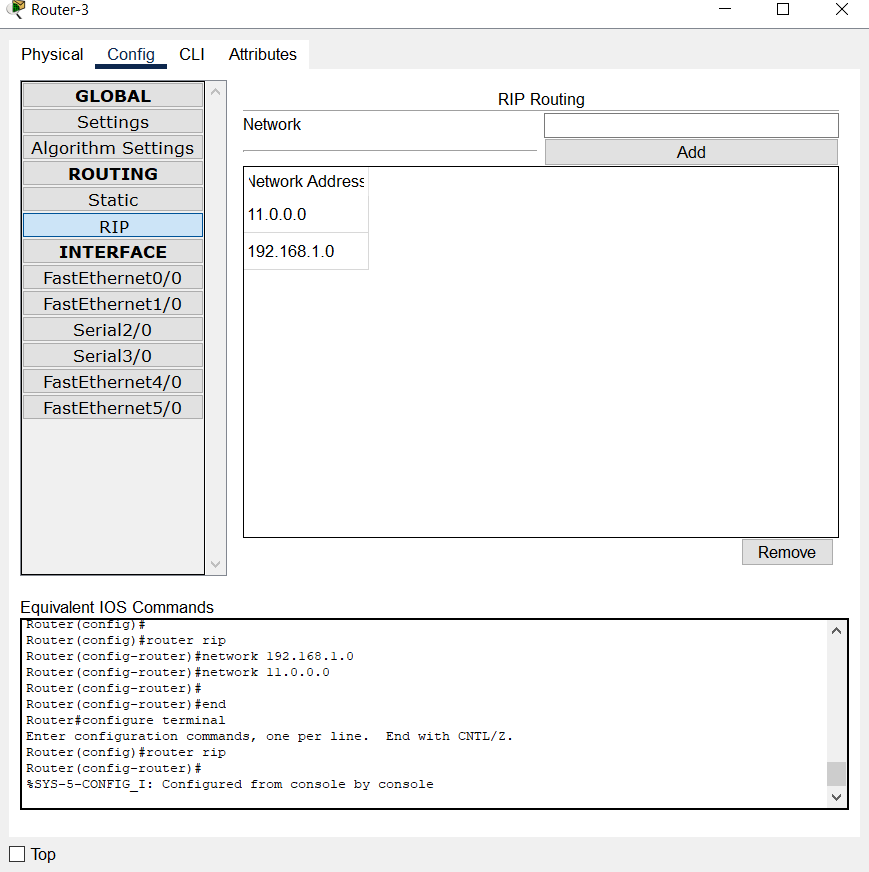 Router-3
Physical Config CLI Attributes
GLOBAL
Settings
Algorithm Settings
ROUTING
Static
RIP
INTERFACE
FastEthernet0/0
FastEthernet1/0
Serial2/0
Serial3/0
FastEthernet4/0
FastEthernet5/0
RIP Routing
Network
Add
Network Address
11.0.0.0
192.168.1.0
Remove
Equivalent IOS Commands
Router(config)#
Router(config)#router rip
Router(config-router)#network 192.168.1.0
Router(config-router)#network 11.0.0.0
Router(config-router)#
Router(config-router)#end
Router#configure terminal
Enter configuration commands, one per line.  End with CNTL/Z.
Router(config)#router rip
Router(config-router)#
%SYS-5-CONFIG_I: Configured from console by console
Top